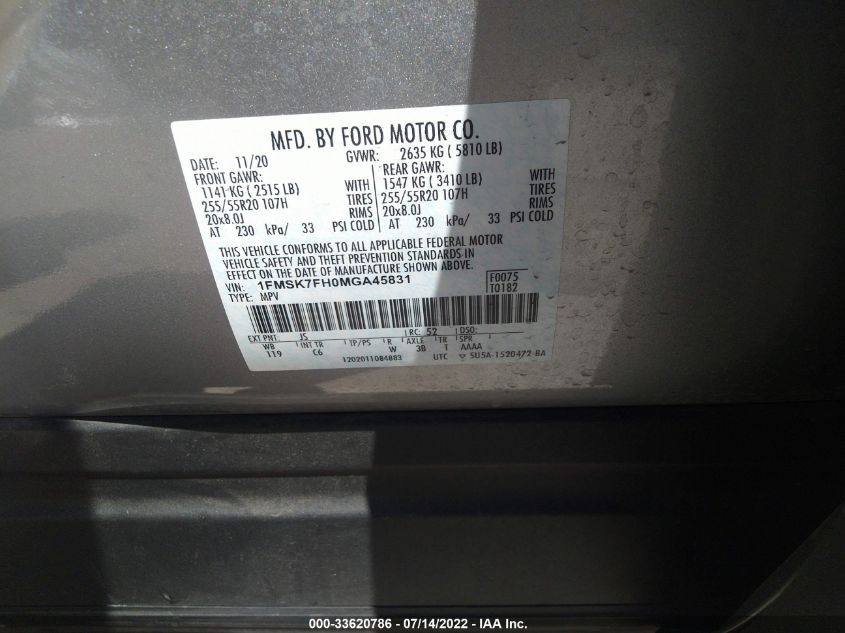 MFD. BY FORD MOTOR CO.
DATE: 11/20 GVWR: 2635 KG ( 5810 LB)
FRONT GAWR: REAR GAWR:
1141 KG ( 2515 LB) WITH 1547 KG ( 3410 LB) WITH
255/55R20 107H TIRES 255/55R20 107H TIRES
20x8.0J RIMS 20x8.0J RIMS
AT 230 kPa/ 33 PSI COLD AT 230 kPa/ 33 PSI COLD
THIS VEHICLE CONFORMS TO ALL APPLICABLE FEDERAL MOTOR
VEHICLE SAFETY AND THEFT PREVENTION STANDARDS IN
EFFECT ON THE DATE OF MANUFACTURE SHOWN ABOVE.
VIN: 1FMSK7FH0MGA45831 F0075
TYPE: MPV T0182
EXT PNT JS RC: 52 DSO:
WB INT TR TP/PS R AXLE TR SPR
119 C6 W 3B T AAAA
1202011084883 UTC 5U5A-1520472-BA
000-33620786 - 07/14/2022 - IAA Inc.